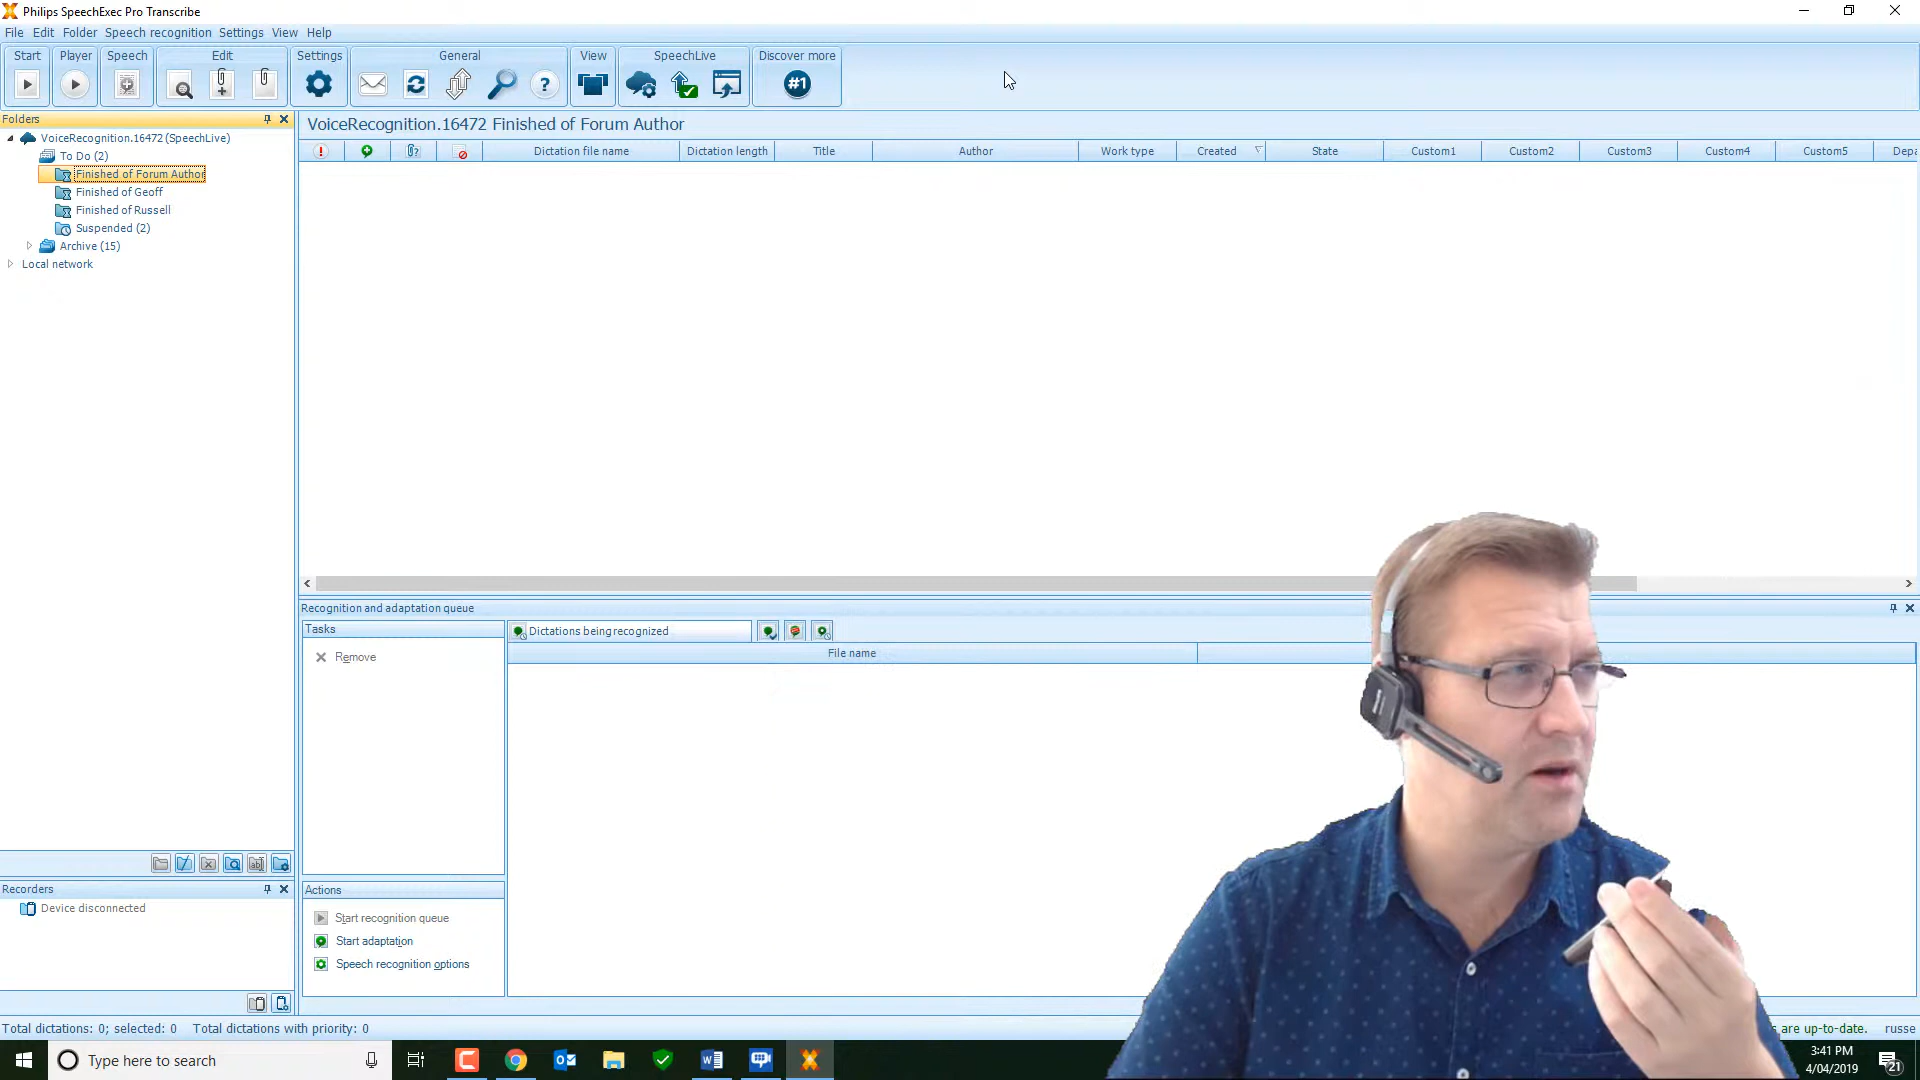 Philips SpeechExec Pro Transcribe
File Edit Folder Speech recognition Settings View Help
Start Player Speech Edit Settings General View SpeechLive Discover more
? #1
Folders
VoiceRecognition.16472 (SpeechLive)
To Do (2)
Finished of Forum Author
Finished of Geoff
Finished of Russell
Suspended (2)
Archive (15)
Local network
VoiceRecognition.16472 Finished of Forum Author
Dictation file name Dictation length Title Author Work type Created State Custom1 Custom2 Custom3 Custom4 Custom5 Depa
Recognition and adaptation queue
Tasks
Remove
Dictations being recognized
File name
Actions
Start recognition queue
Start adaptation
Speech recognition options
Recorders
Device disconnected
Total dictations: 0; selected: 0 Total dictations with priority: 0
s are up-to-date. russe
Type here to search
3:41 PM
4/04/2019
21